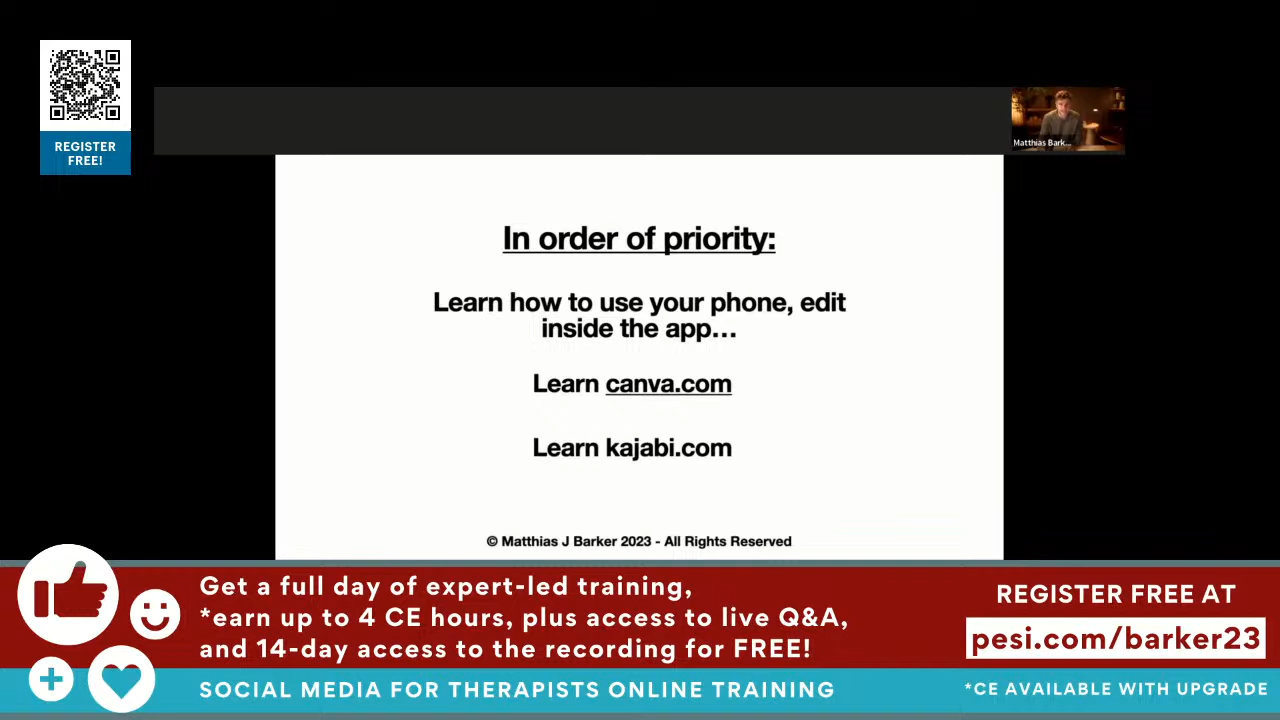 REGISTER
FREE!
Matthias Bark...
In order of priority:
Learn how to use your phone, edit
inside the app...
Learn canva.com
Learn kajabi.com
© Matthias J Barker 2023 - All Rights Reserved
Get a full day of expert-led training,
*earn up to 4 CE hours, plus access to live Q&A,
and 14-day access to the recording for FREE!
REGISTER FREE AT
pesi.com/barker23
SOCIAL MEDIA FOR THERAPISTS ONLINE TRAINING
*CE AVAILABLE WITH UPGRADE